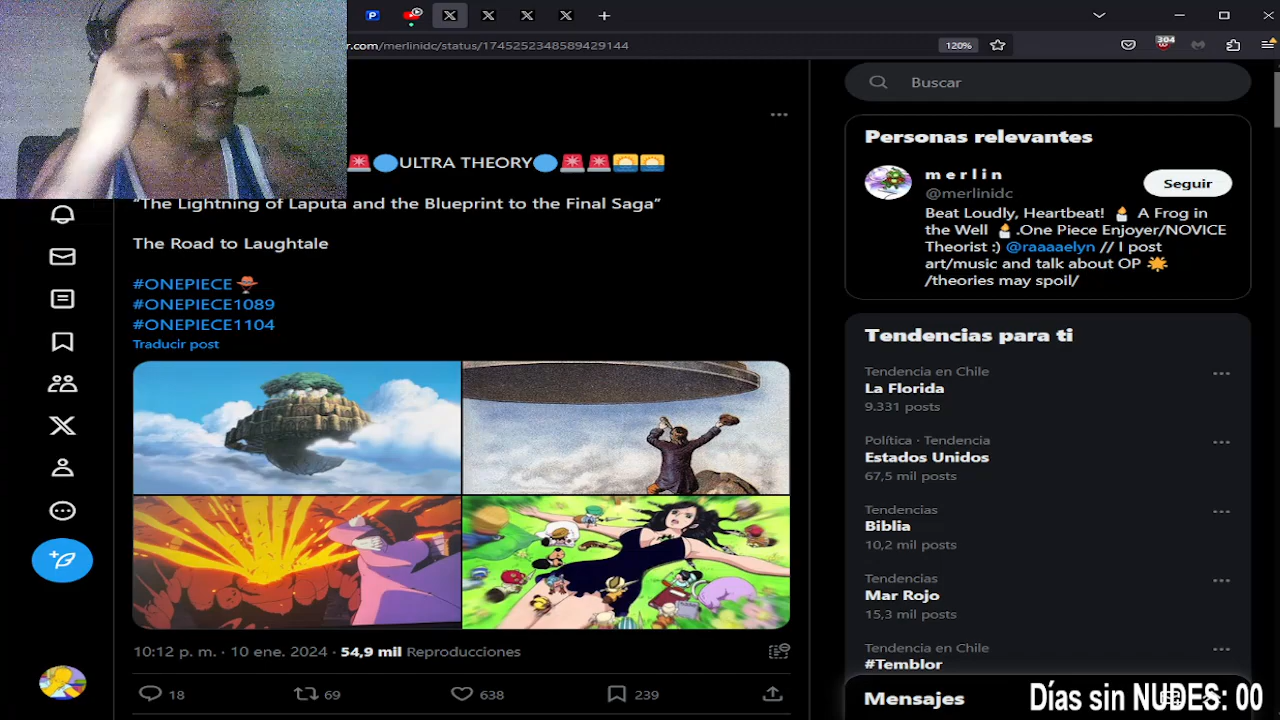 r.com/merlinidc/status/1745252348589429144
120%
304
Buscar
ULTRA THEORY
“The Lightning of Laputa and the Blueprint to the Final Saga”
The Road to Laughtale
#ONEPIECE
#ONEPIECE1089
#ONEPIECE1104
Traducir post
10:12 p. m. · 10 ene. 2024 · 54,9 mil Reproducciones
18
69
638
239
Personas relevantes
m e r l i n
@merlinidc
Seguir
Beat Loudly, Heartbeat! A Frog in
the Well .One Piece Enjoyer/NOVICE
Theorist :) @raaaaelyn // I post
art/music and talk about OP
/theories may spoil/
Tendencias para ti
Tendencia en Chile
La Florida
9.331 posts
Política · Tendencia
Estados Unidos
67,5 mil posts
Tendencias
Biblia
10,2 mil posts
Tendencias
Mar Rojo
15,3 mil posts
Tendencia en Chile
#Temblor
Mensajes
Días sin NUDES: 00